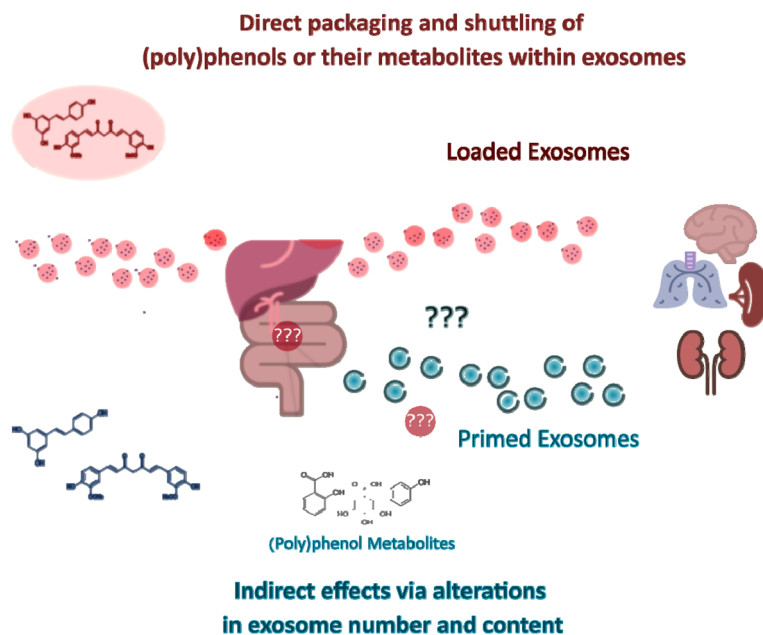 Direct packaging and shuttling of
(poly)phenols or their metabolites within exosomes
Loaded Exosomes
???
???
???
Primed Exosomes
(Poly)phenol Metabolites
Indirect effects via alterations
in exosome number and content